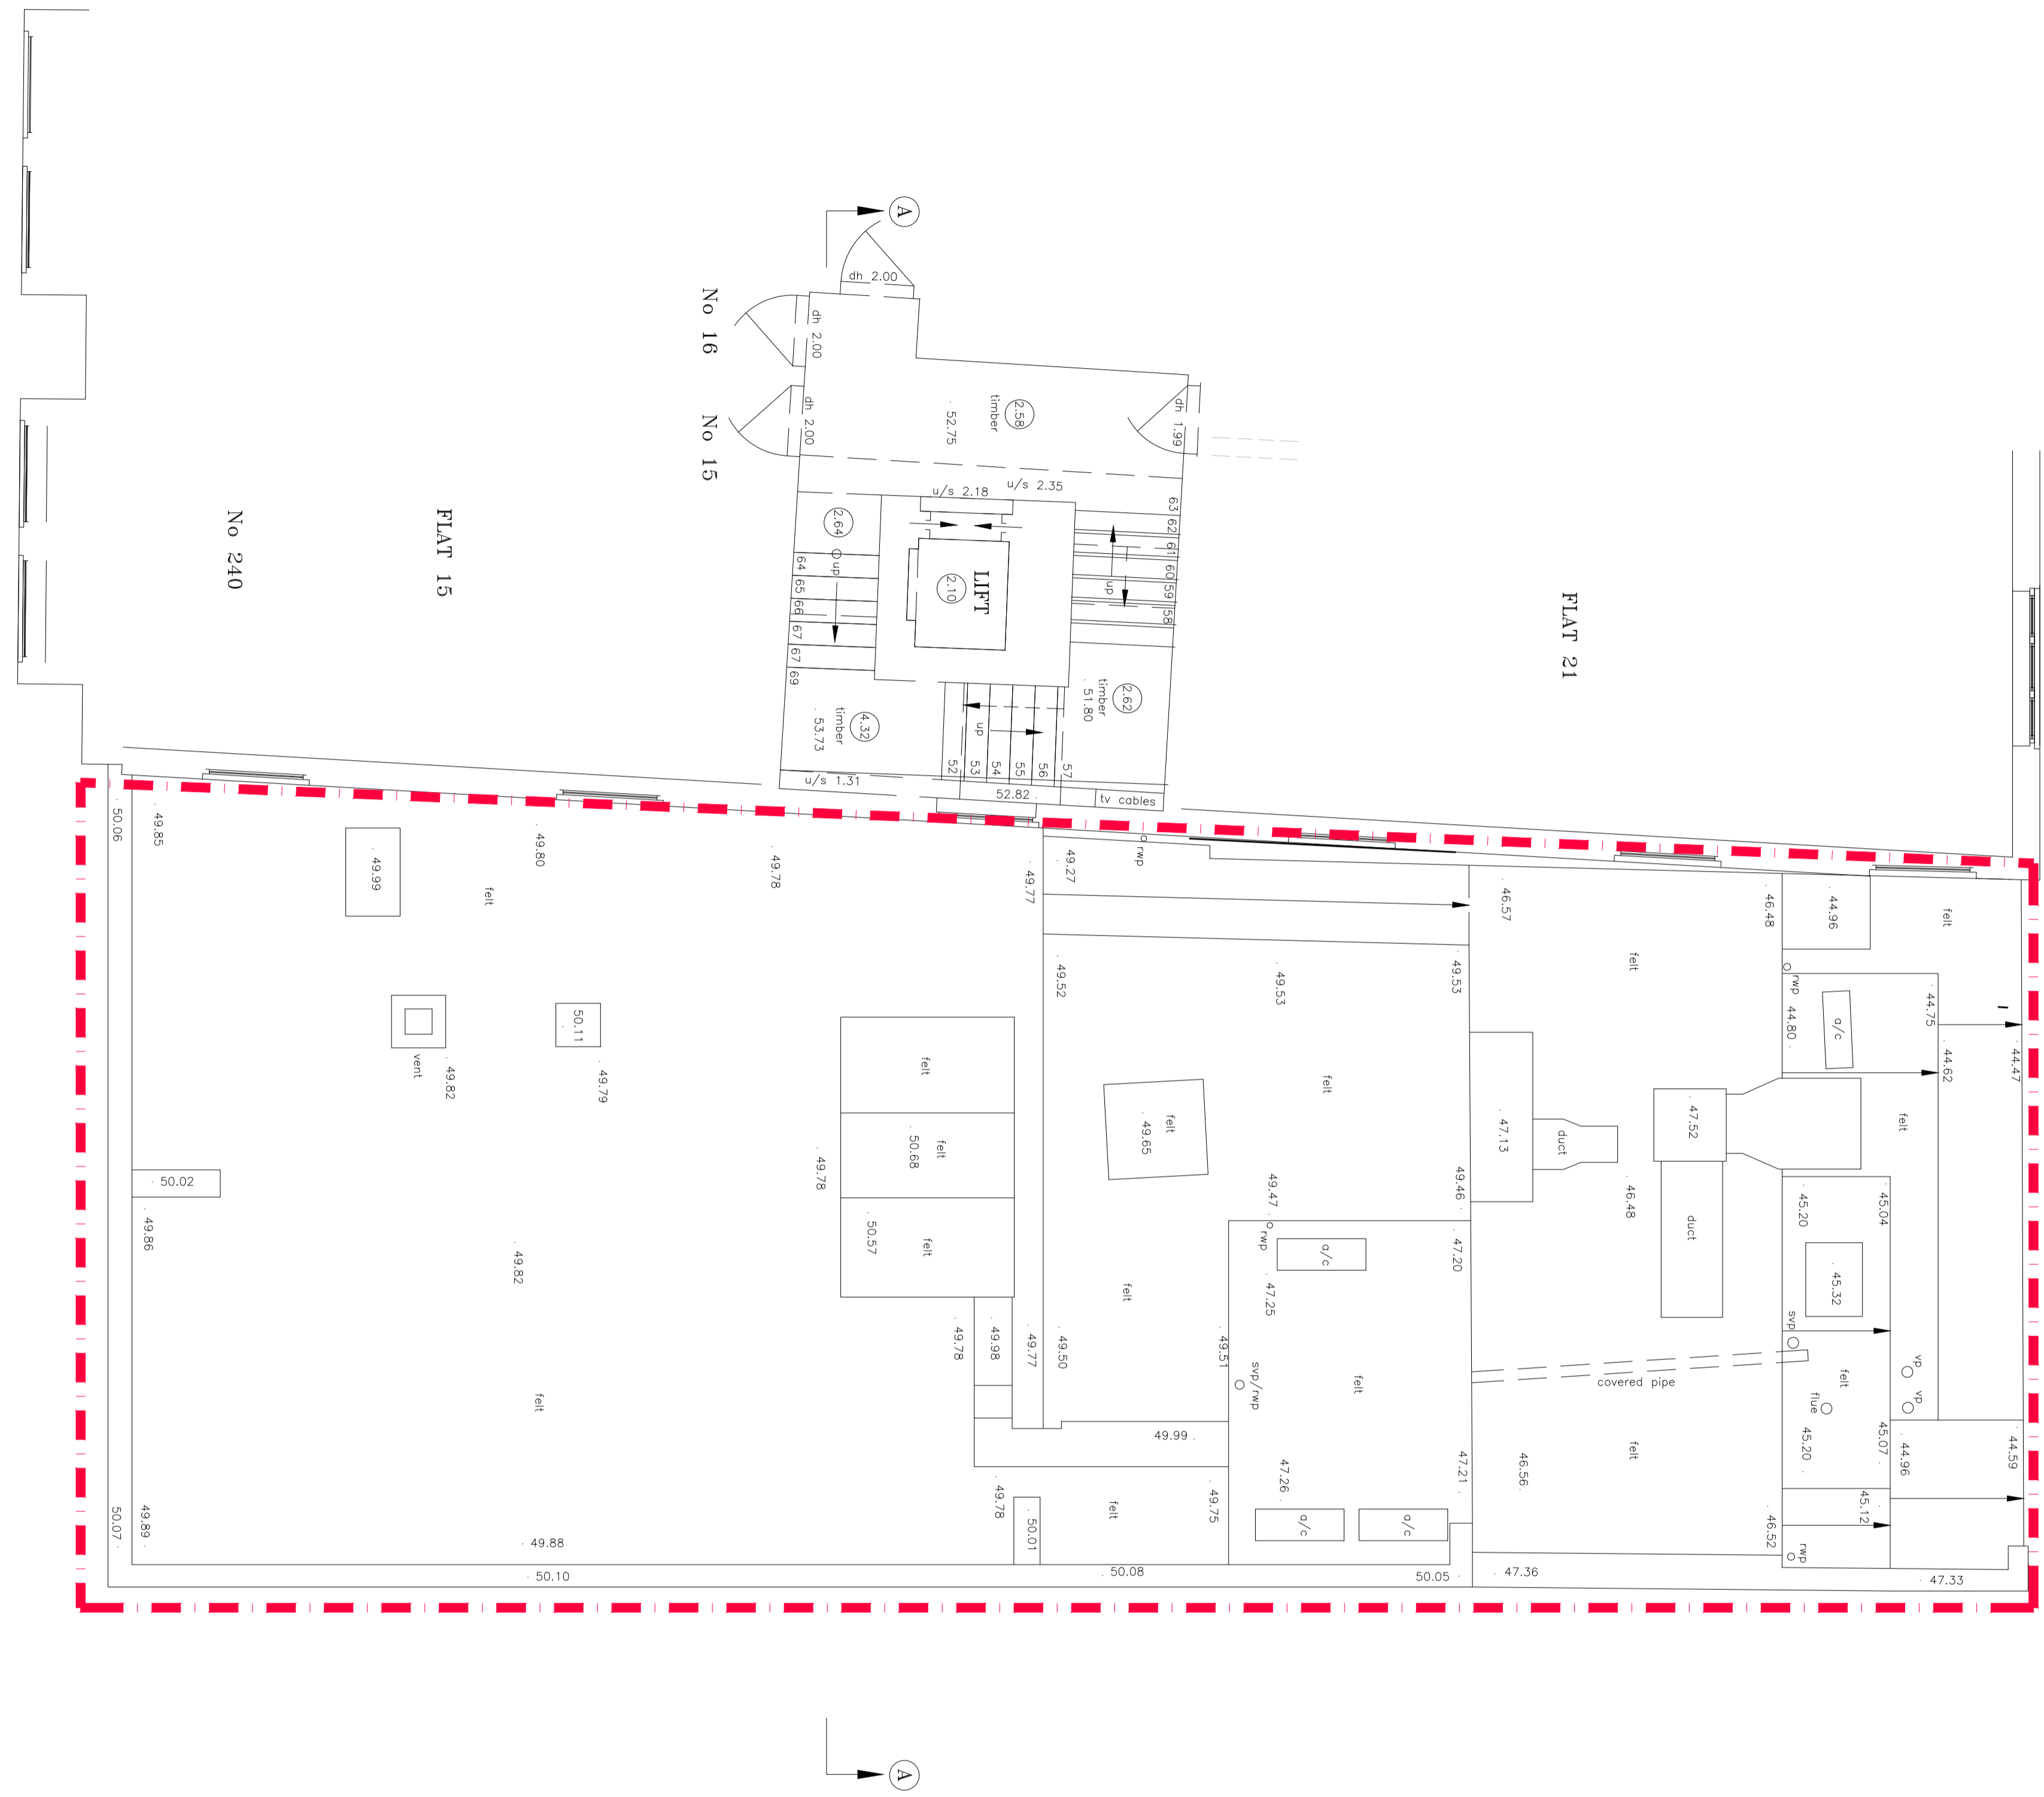 A
dh 2.00
No 16
dh 2.00
No 15
dh 2.00
2.58
timber
52.75
dh 1.99
u/s 2.18
u/s 2.35
63
62
61
60
59
58
up
2.64
up
64
65
66
67
67
69
LIFT
2.10
No 240
FLAT 15
FLAT 21
2.62
timber
51.80
4.32
timber
53.73
up
52
53
54
55
56
57
u/s 1.31
52.82
tv cables
50.06
49.85
49.99
felt
49.80
49.78
49.77
49.27
rwp
46.57
46.48
44.96
felt
felt
49.52
49.53
49.53
rwp
44.80
a/c
44.75
44.62
44.47
vent
49.82
50.11
49.79
felt
felt
50.68
50.57
felt
49.78
felt
felt
49.65
felt
49.47
49.46
47.13
duct
47.52
46.48
duct
felt
50.02
49.86
49.82
felt
49.78
49.98
49.77
49.50
49.51
rwp
47.25
a/c
47.20
svp/rwp
felt
covered pipe
45.20
45.04
45.32
svp
felt
flue
vp
vp
45.20
45.07
44.96
44.59
49.99
49.78
50.01
felt
49.75
47.26
a/c
a/c
47.21
46.56
felt
46.52
45.12
rwp
50.07
49.89
49.88
50.10
50.08
50.05
47.36
47.33
A